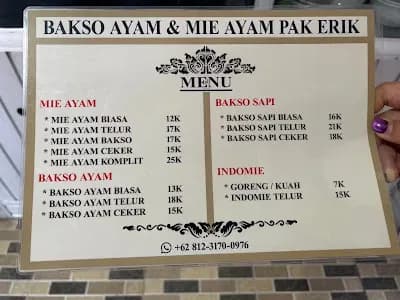 BAKSO AYAM & MIE AYAM PAK ERIK
MENU
MIE AYAM
* MIE AYAM BIASA 12K
* MIE AYAM TELUR 17K
* MIE AYAM BAKSO 17K
* MIE AYAM CEKER 15K
* MIE AYAM KOMPLIT 25K
BAKSO AYAM
* BAKSO AYAM BIASA 13K
* BAKSO AYAM TELUR 18K
* BAKSO AYAM CEKER 15K
BAKSO SAPI
* BAKSO SAPI BIASA 16K
* BAKSO SAPI TELUR 21K
* BAKSO SAPI CEKER 18K
INDOMIE
* GORENG / KUAH 7K
* INDOMIE TELUR 15K
+62 812-3170-0976